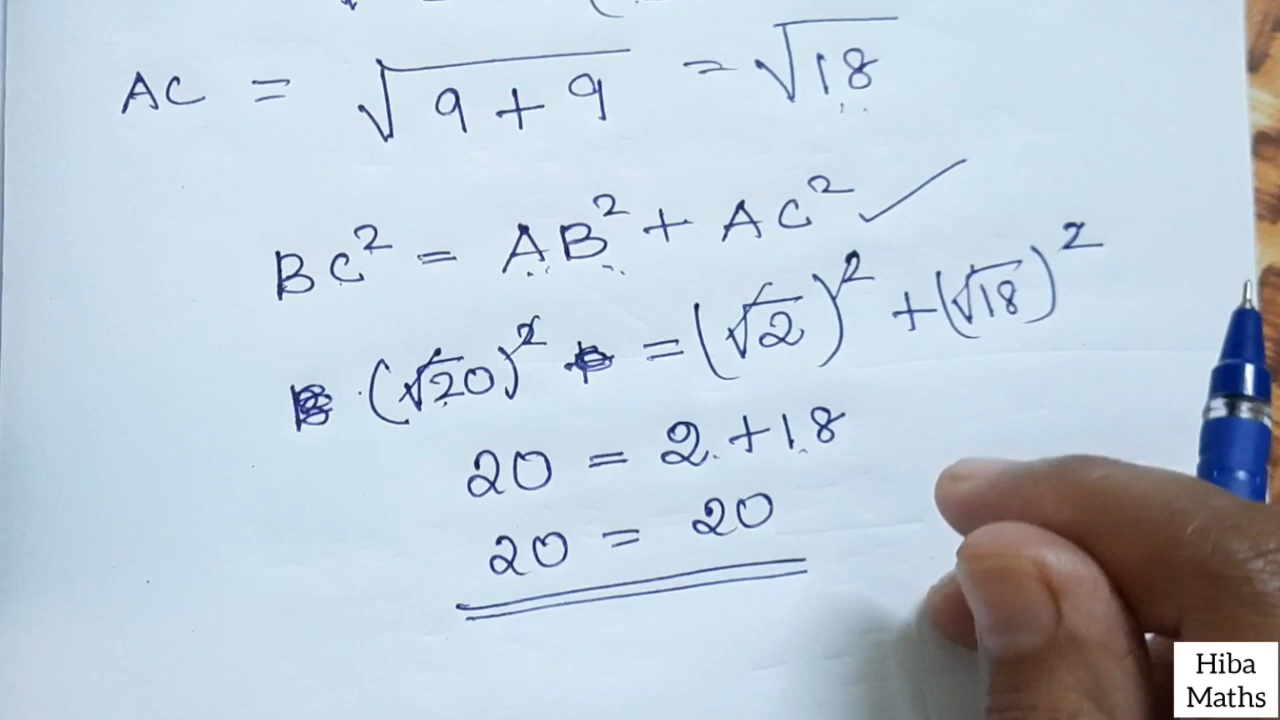 AC = √9 + 9 = √18
BC² = AB² + AC² ✓
(√20)² = (√2)² + (√18)²
20 = 2 + 18
20 = 20
Hiba
Maths